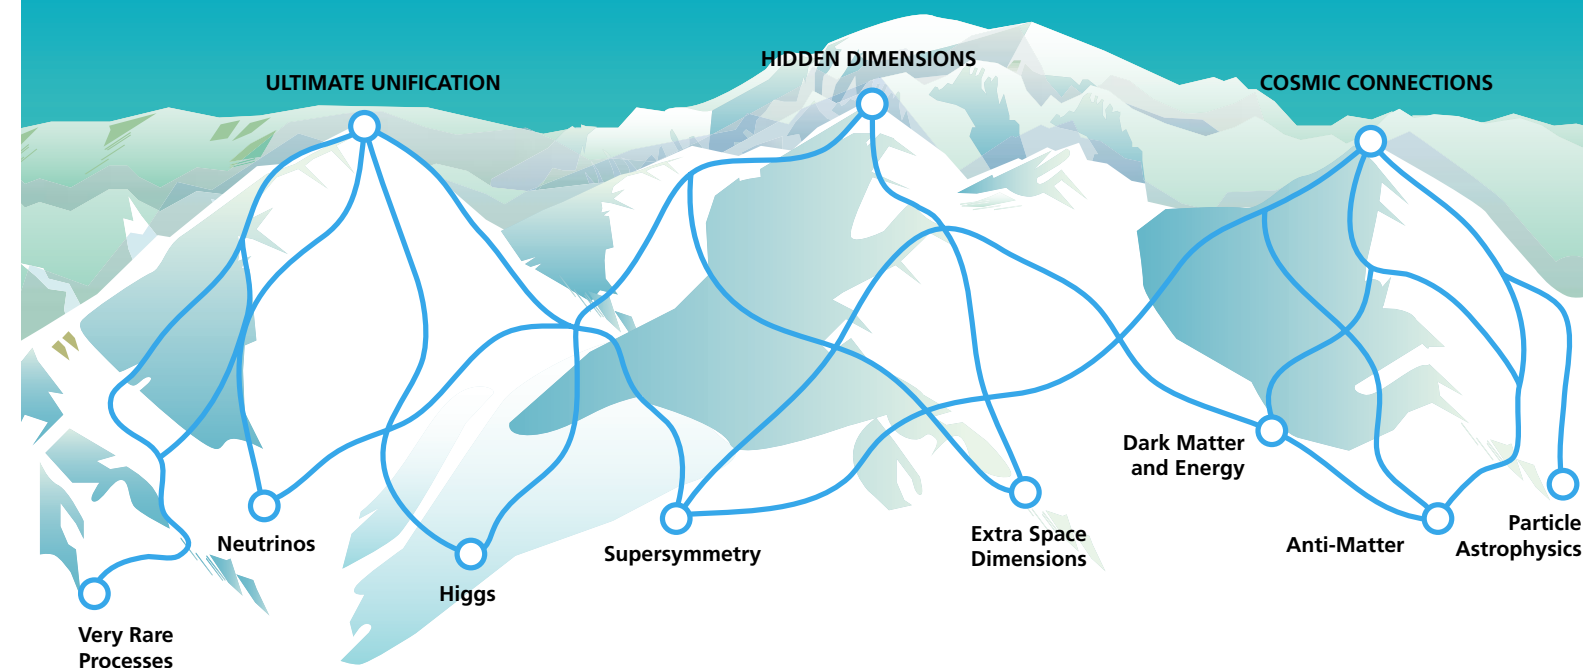 ULTIMATE UNIFICATION
HIDDEN DIMENSIONS
COSMIC CONNECTIONS
Very Rare
Processes
Neutrinos
Higgs
Supersymmetry
Extra Space
Dimensions
Dark Matter
and Energy
Anti-Matter
Particle
Astrophysics